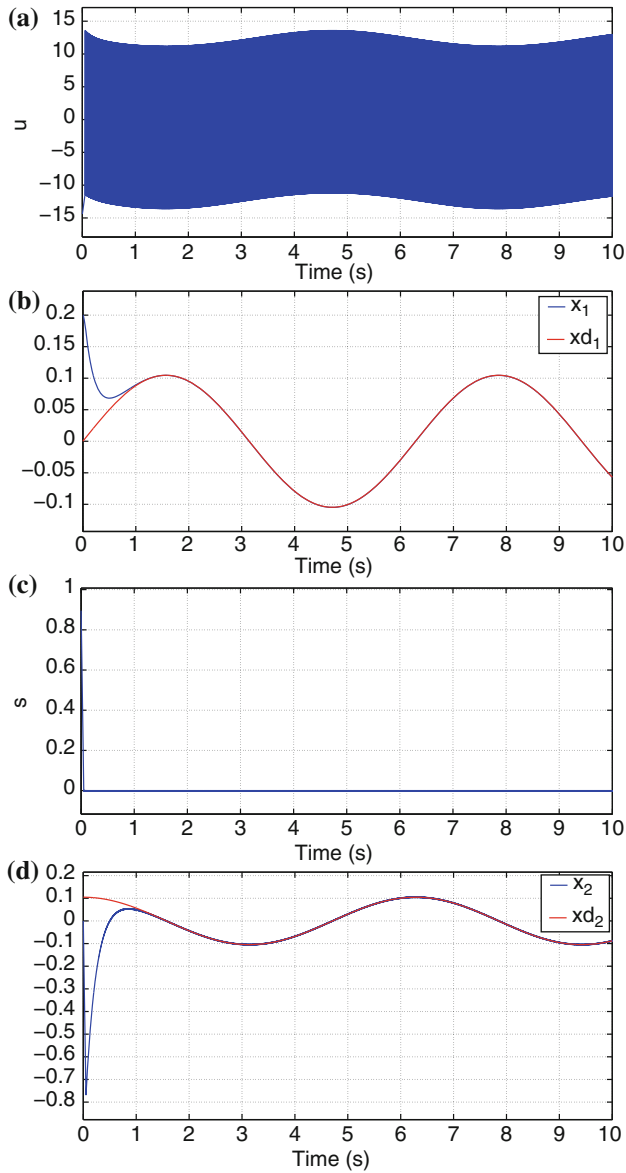 (a)
15
10
5
0
−5
−10
−15
u
0 1 2 3 4 5 6 7 8 9 10
Time (s)
(b)
0.2
0.15
0.1
0.05
0
−0.05
−0.1
x1
xd1
0 1 2 3 4 5 6 7 8 9 10
Time (s)
(c)
1
0.8
0.6
0.4
0.2
0
s
0 1 2 3 4 5 6 7 8 9 10
Time (s)
(d)
0.2
0.1
0
−0.1
−0.2
−0.3
−0.4
−0.5
−0.6
−0.7
−0.8
x2
xd2
0 1 2 3 4 5 6 7 8 9 10
Time (s)